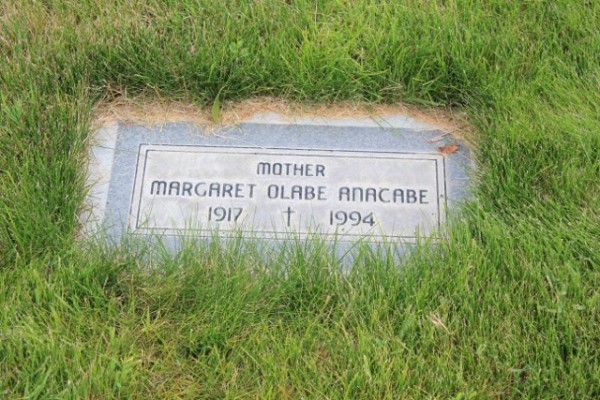 MOTHER
MARGARET OLABE ANACABE
1917 † 1994